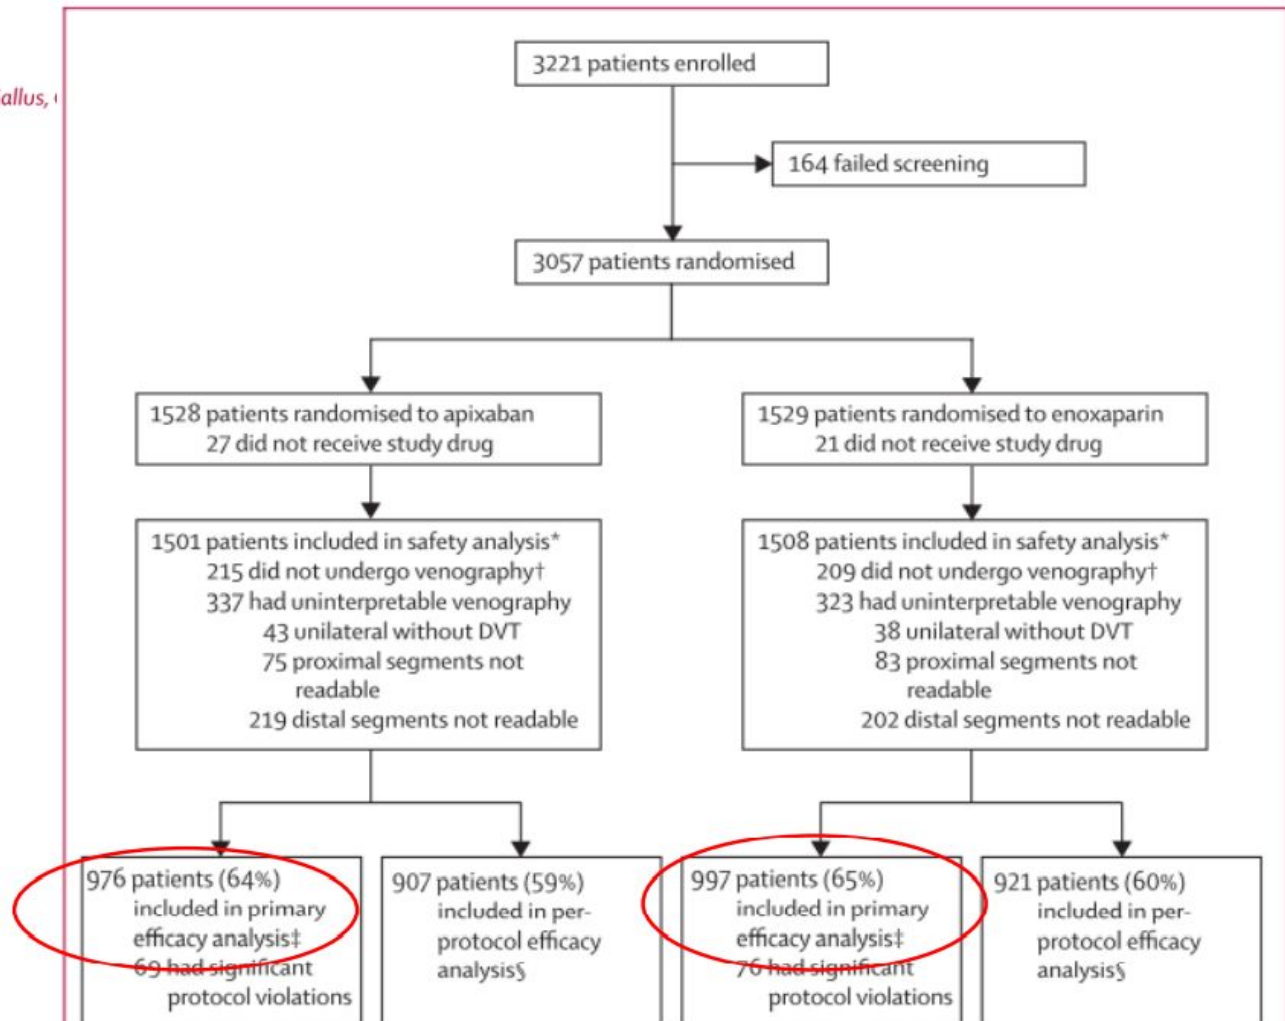 3221 patients enrolled
allus,
164 failed screening
3057 patients randomised
1528 patients randomised to apixaban
27 did not receive study drug
1529 patients randomised to enoxaparin
21 did not receive study drug
1501 patients included in safety analysis*
215 did not undergo venography†
337 had uninterpretable venography
43 unilateral without DVT
75 proximal segments not
readable
219 distal segments not readable
1508 patients included in safety analysis*
209 did not undergo venography†
323 had uninterpretable venography
38 unilateral without DVT
83 proximal segments not
readable
202 distal segments not readable
976 patients (64%)
included in primary
efficacy analysis‡
69 had significant
protocol violations
907 patients (59%)
included in per-
protocol efficacy
analysis§
997 patients (65%)
included in primary
efficacy analysis‡
76 had significant
protocol violations
921 patients (60%)
included in per-
protocol efficacy
analysis§